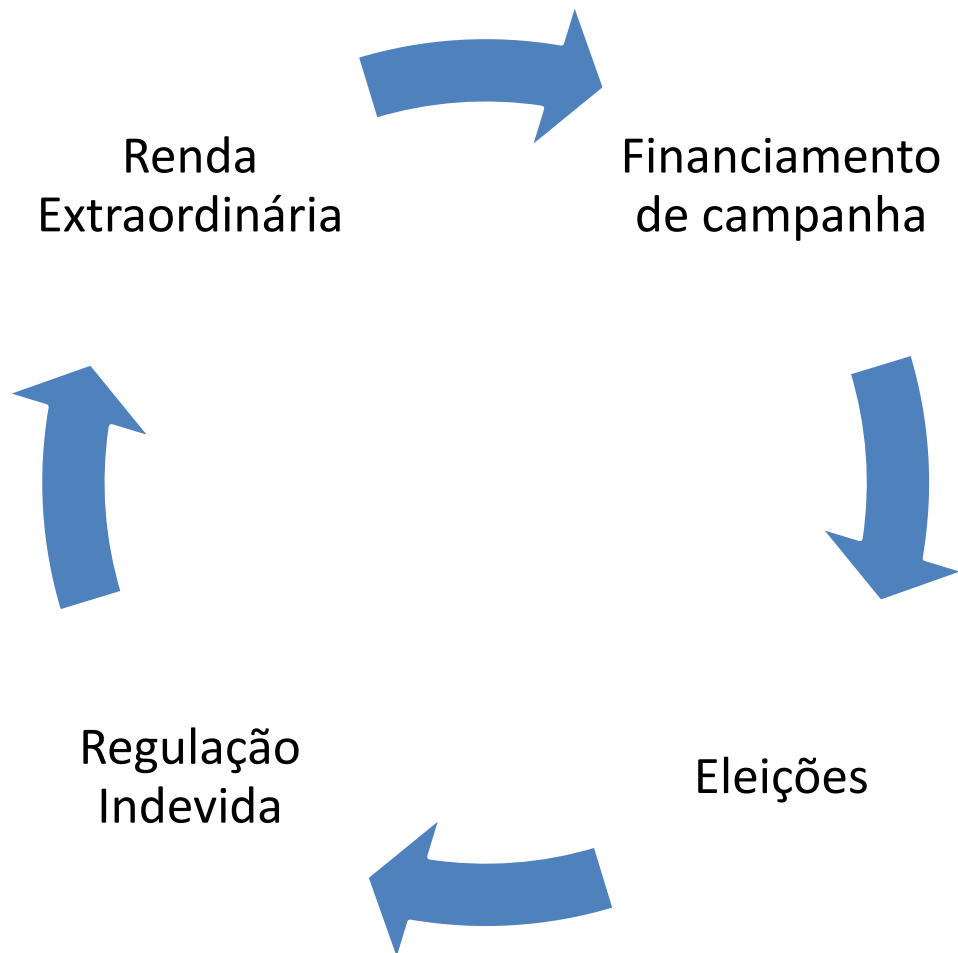 Renda
Extraordinária
Financiamento
de campanha
Regulação
Indevida
Eleições